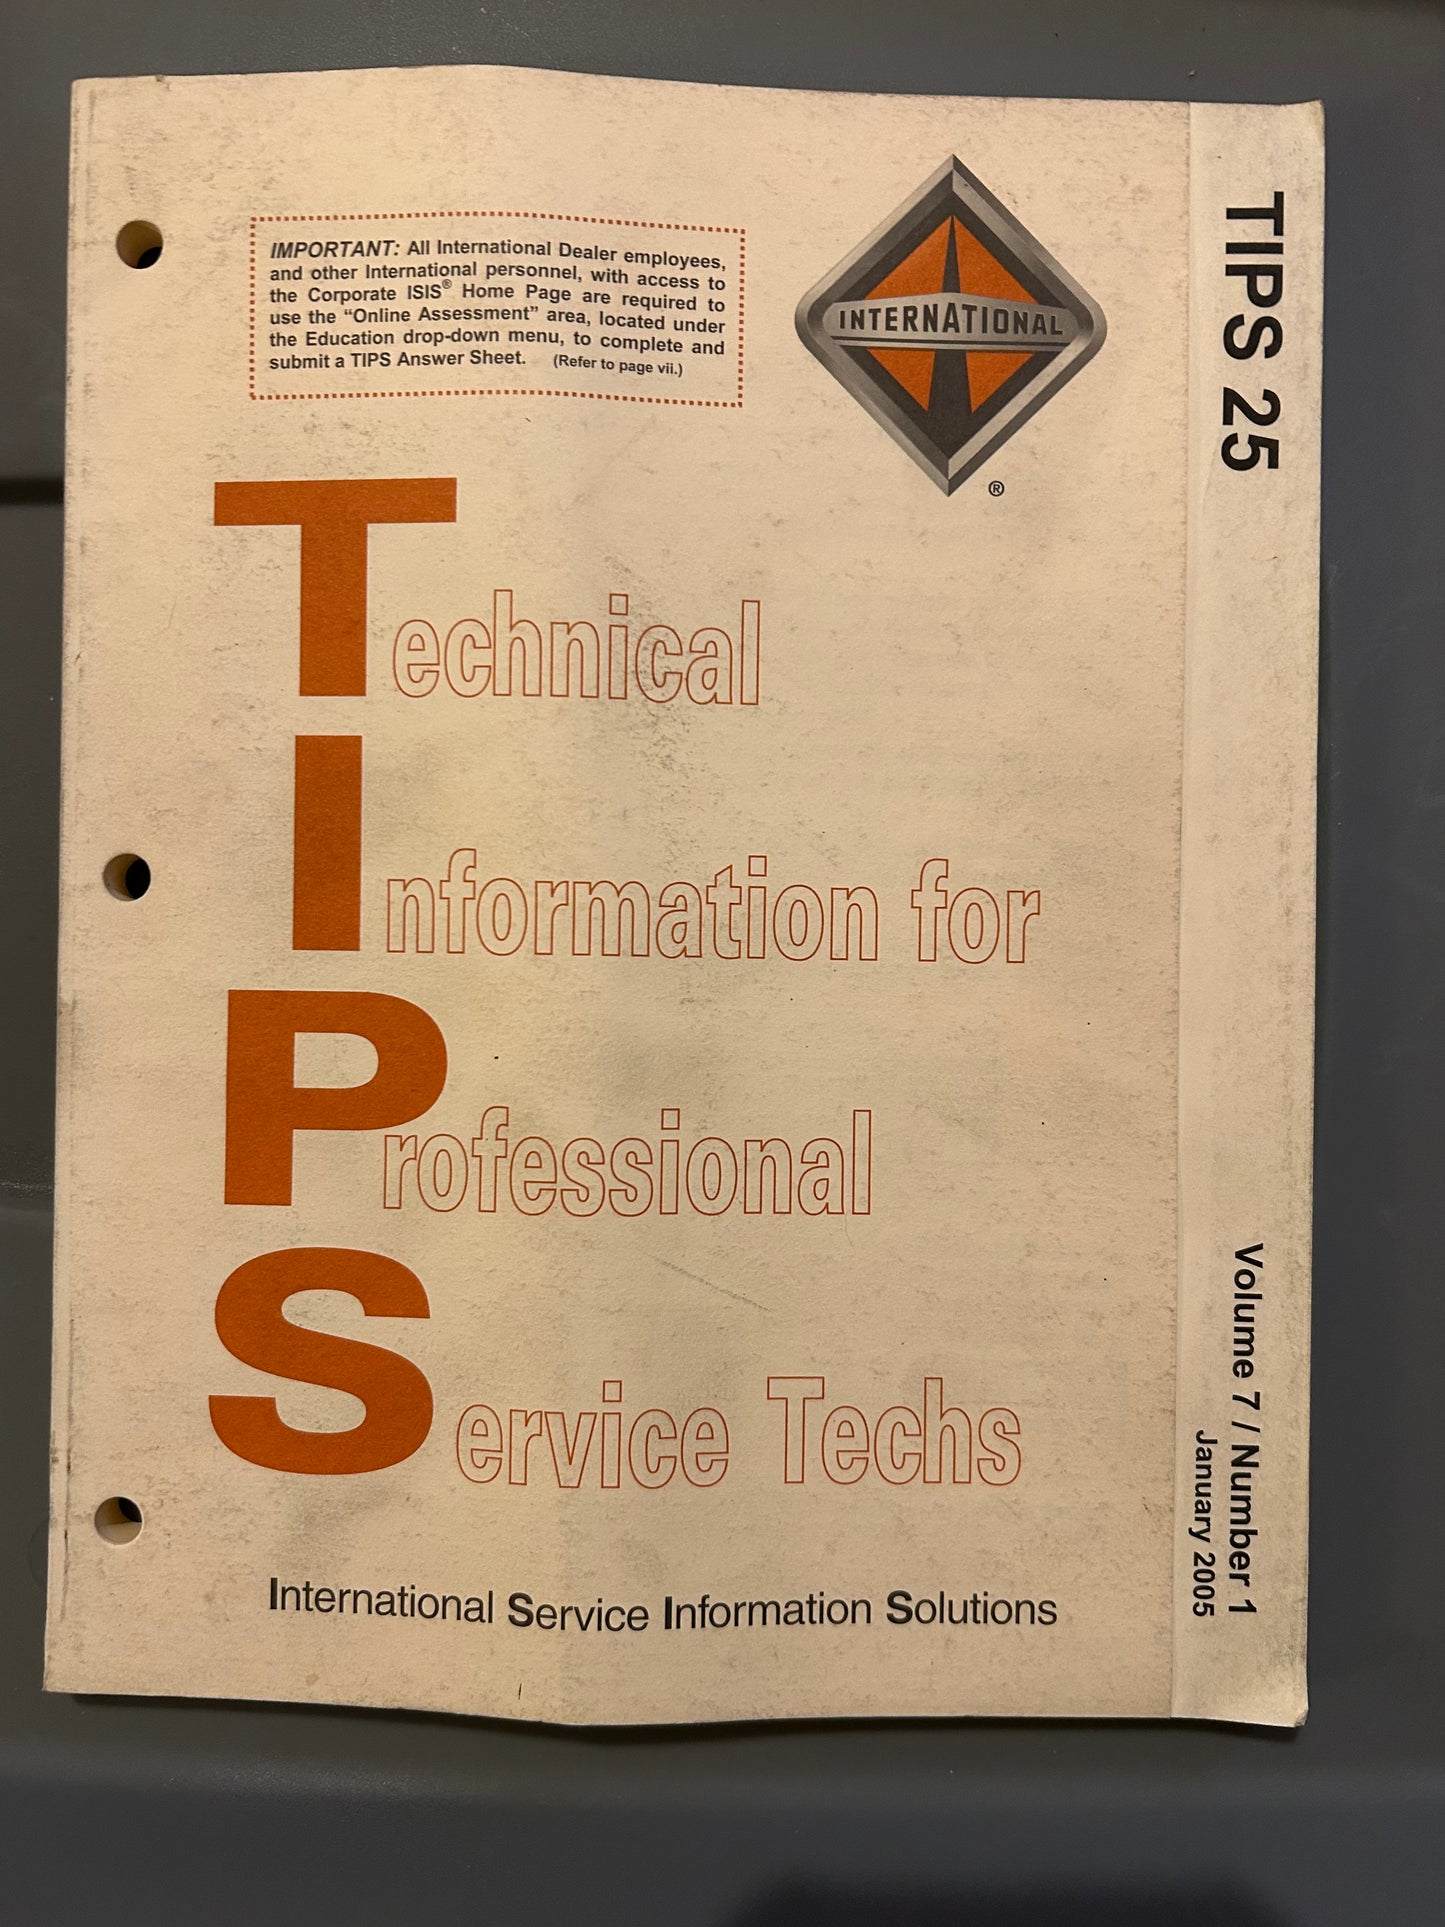 IMPORTANT: All International Dealer employees,
and other International personnel, with access to
the Corporate ISIS® Home Page are required to
use the “Online Assessment” area, located under
the Education drop-down menu, to complete and
submit a TIPS Answer Sheet. (Refer to page vii.)
INTERNATIONAL
®
Technical
Information for
Professional
Service Techs
International Service Information Solutions
TIPS 25
Volume 7 / Number 1
January 2005